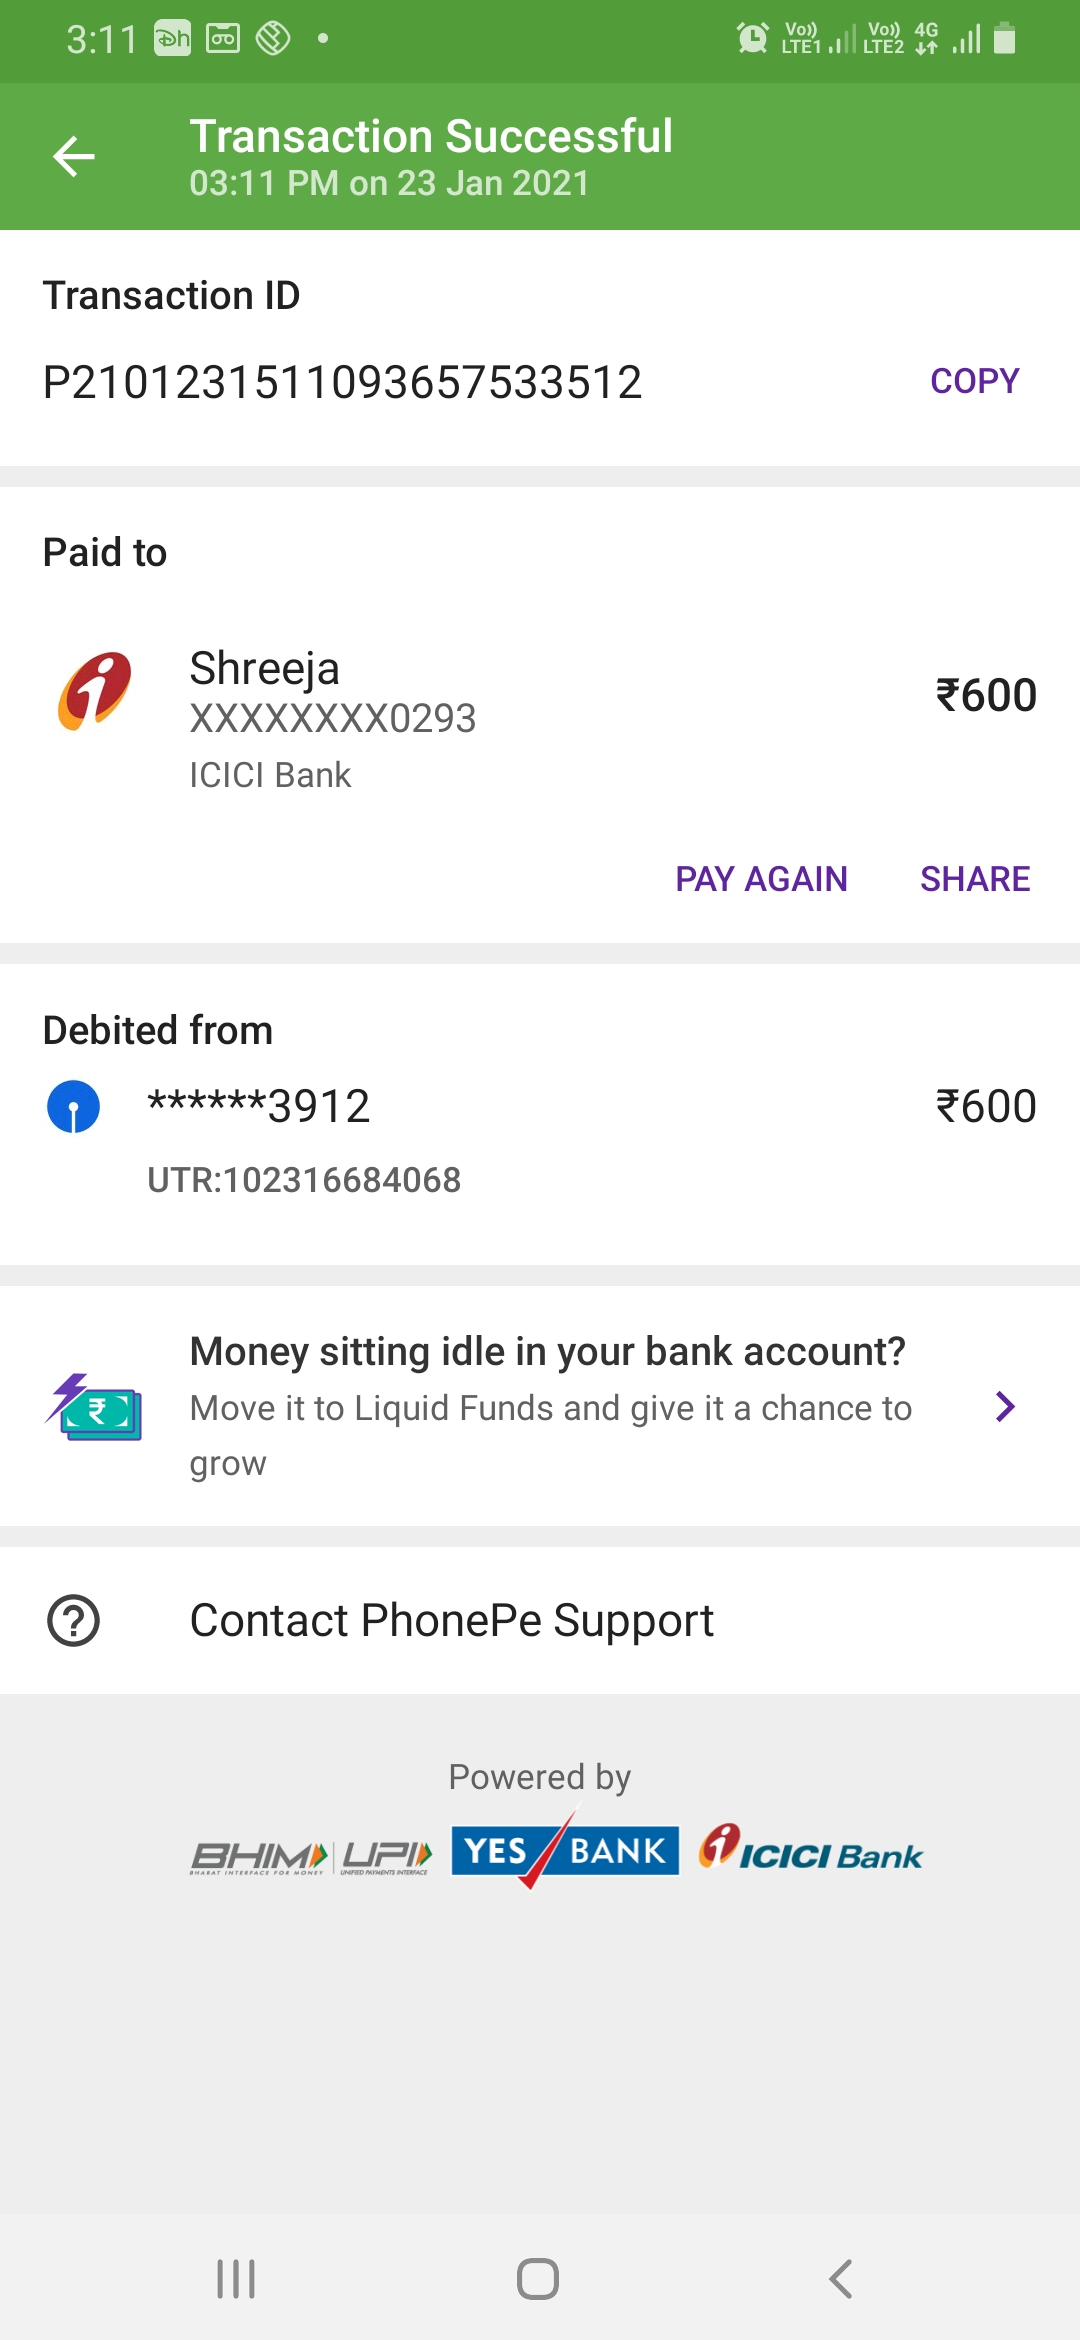 3:11
Vo)) LTE1 Vo)) LTE2 4G
Transaction Successful
03:11 PM on 23 Jan 2021
Transaction ID
P2101231511093657533512 COPY
Paid to
Shreeja
XXXXXXXX0293
₹600
ICICI Bank
PAY AGAIN SHARE
Debited from
******3912 ₹600
UTR:102316684068
Money sitting idle in your bank account?
Move it to Liquid Funds and give it a chance to
grow
Contact PhonePe Support
Powered by
BHIM UPI YES BANK ICICI Bank
BHARAT INTERFACE FOR MONEY UNIFIED PAYMENTS INTERFACE